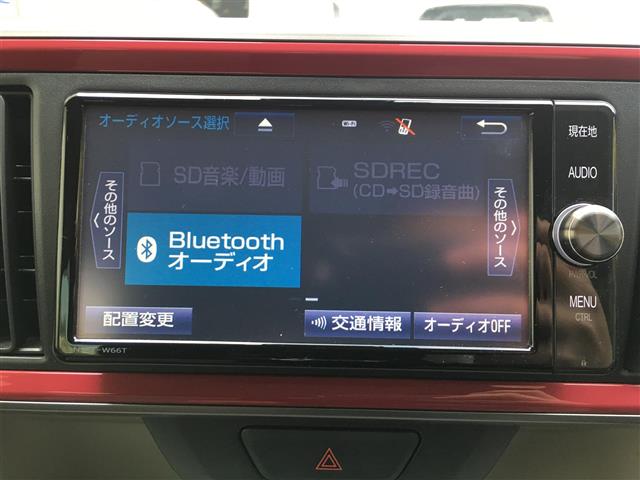 オーディオソース選択
Wi-Fi
現在地
AUDIO
SD音楽/動画
SDREC
(CD➡SD録音曲)
その他のソース
その他のソース
Bluetooth
オーディオ
MENU
CTRL
配置変更
交通情報
オーディオOFF
W66T